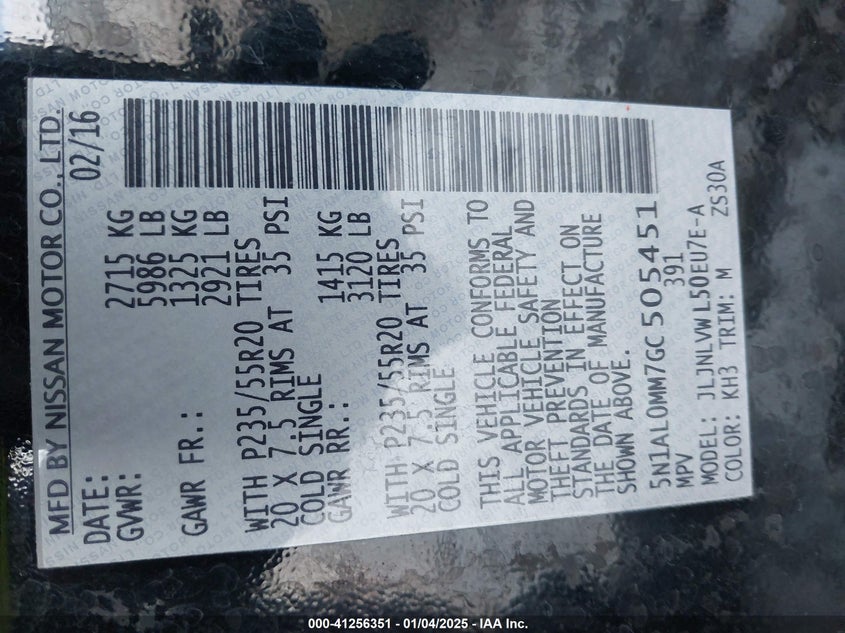 MFD BY NISSAN MOTOR CO., LTD.
DATE: 02/16
GVWR: 2715 KG
5986 LB
GAWR FR.: 1325 KG
2921 LB
WITH P235/55R20 TIRES
20 X 7.5 RIMS AT 35 PSI
COLD SINGLE
GAWR RR.: 1415 KG
3120 LB
WITH P235/55R20 TIRES
20 X 7.5 RIMS AT 35 PSI
COLD SINGLE
THIS VEHICLE CONFORMS TO
ALL APPLICABLE FEDERAL
MOTOR VEHICLE SAFETY AND
THEFT PREVENTION
STANDARDS IN EFFECT ON
THE DATE OF MANUFACTURE
SHOWN ABOVE.
5N1AL0MM7GC505451
MPV 391
MODEL: JLJNLVWL50EU7E-A
COLOR: KH3 TRIM: M ZS30A
000-41256351 - 01/04/2025 - IAA Inc.